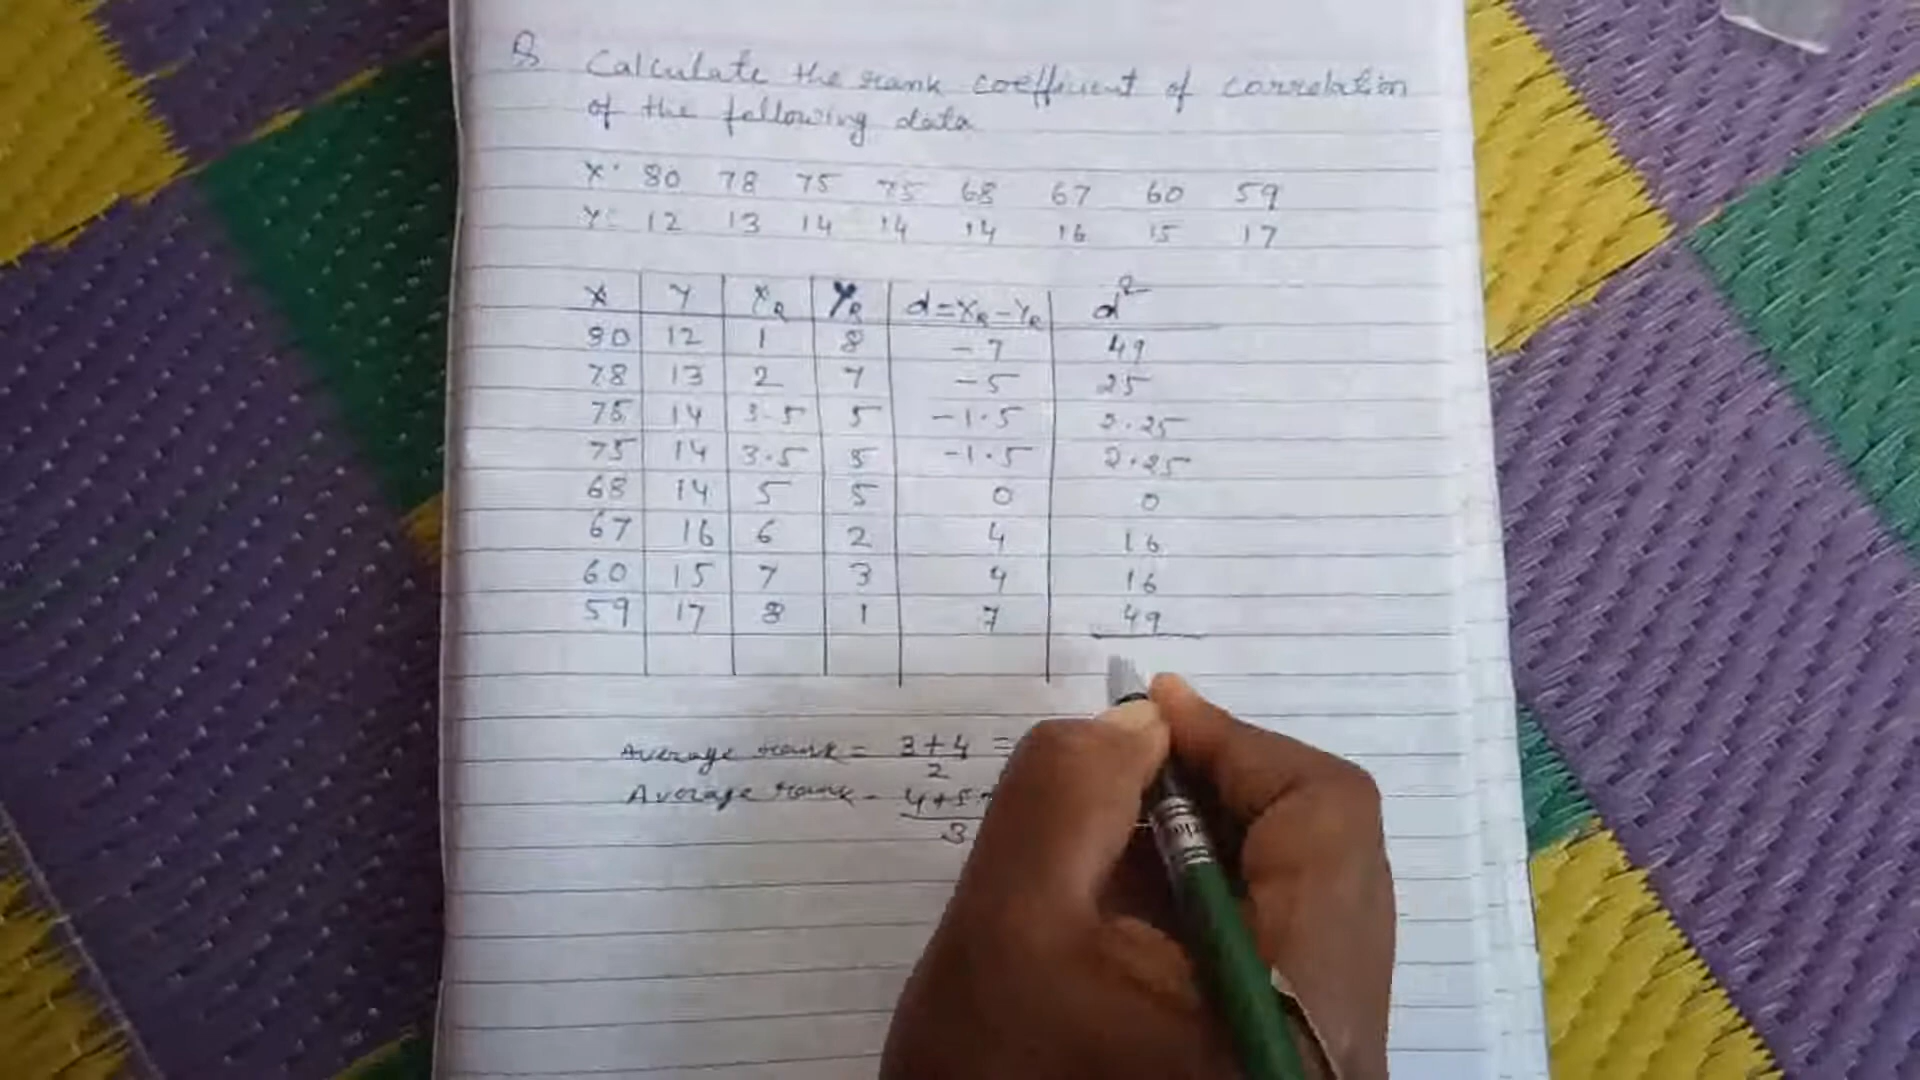 Q Calculate the rank coefficient of correlation
of the following data
X: 80 78 75 75 68 67 60 59
Y: 12 13 14 14 14 16 15 17
X Y X_R Y_R d = X_R - Y_R d²
80 12 1 8 -7 49
78 13 2 7 -5 25
75 14 3.5 5 -1.5 2.25
75 14 3.5 5 -1.5 2.25
68 14 5 5 0 0
67 16 6 2 4 16
60 15 7 3 4 16
59 17 8 1 7 49
Average rank = 3+4 =
2
Average rank - 4+5+
3